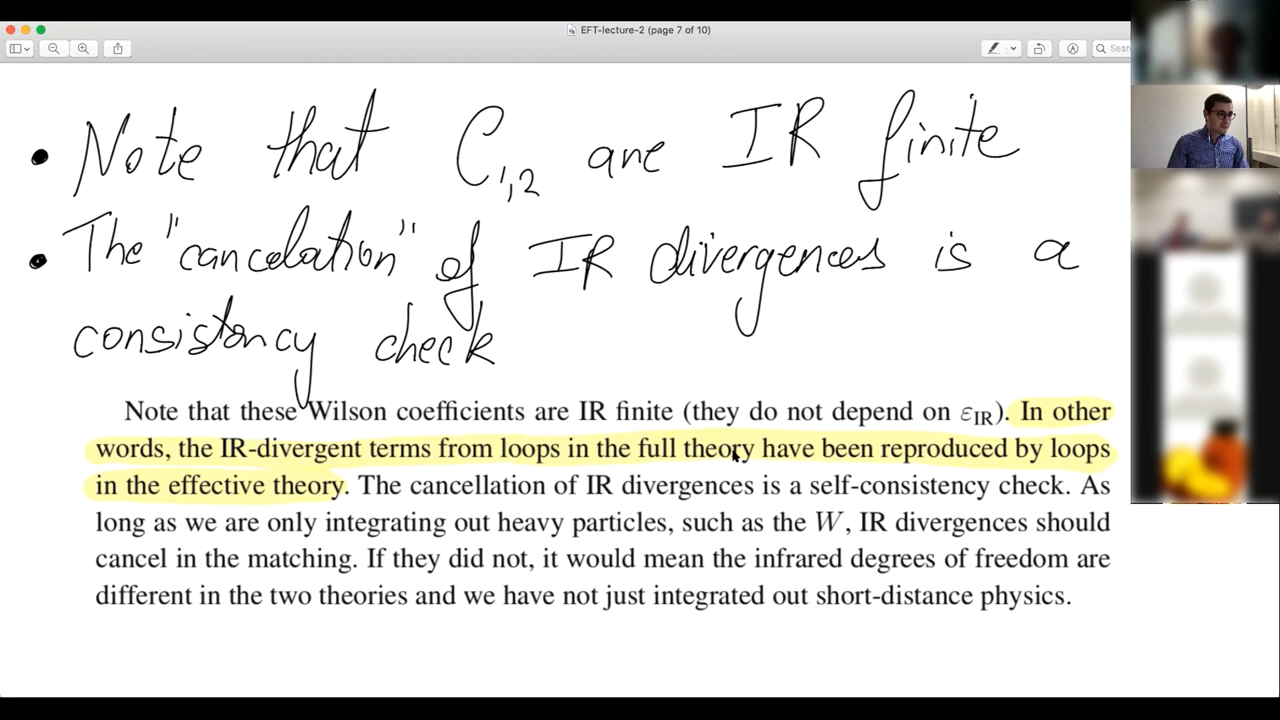 EFT-lecture-2 (page 7 of 10)
• Note that C1,2 are IR finite
• The "cancelation" of IR divergences is a
consistency check
Note that these Wilson coefficients are IR finite (they do not depend on εIR). In other
words, the IR-divergent terms from loops in the full theory have been reproduced by loops
in the effective theory. The cancellation of IR divergences is a self-consistency check. As
long as we are only integrating out heavy particles, such as the W, IR divergences should
cancel in the matching. If they did not, it would mean the infrared degrees of freedom are
different in the two theories and we have not just integrated out short-distance physics.